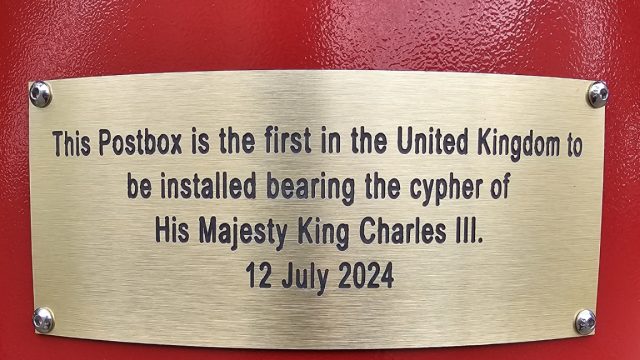 This Postbox is the first in the United Kingdom to
be installed bearing the cypher of
His Majesty King Charles III.
12 July 2024